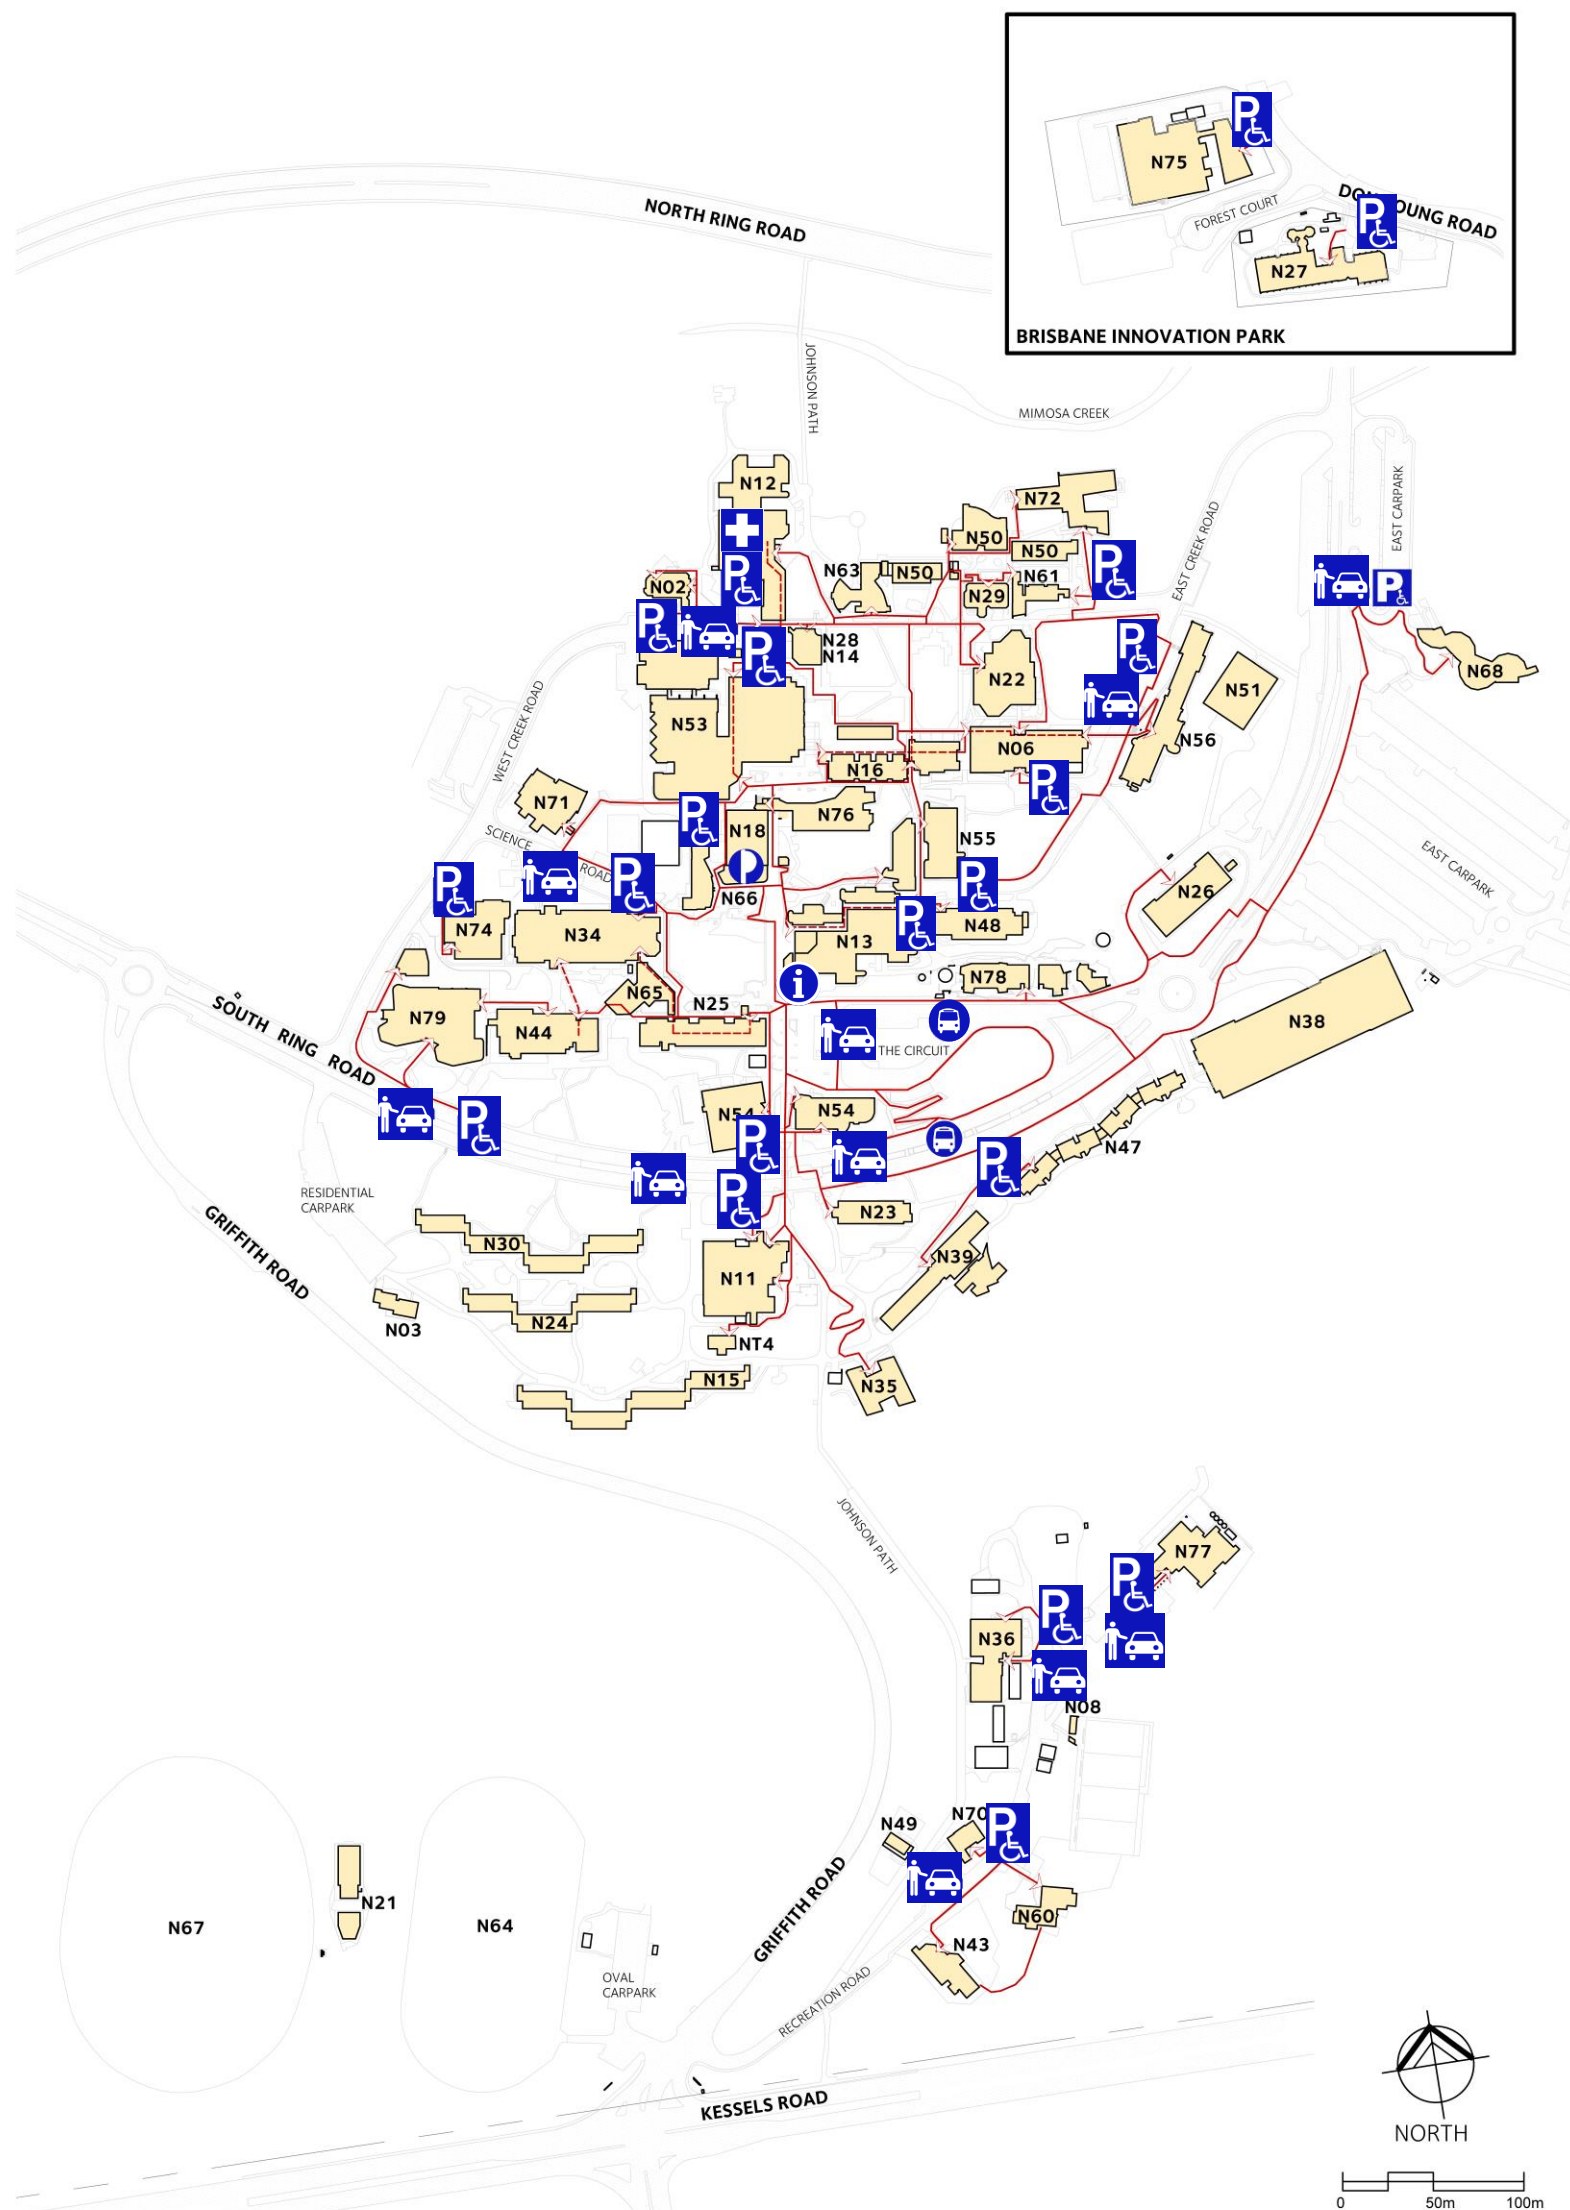 N75
FOREST COURT
DON YOUNG ROAD
N27
BRISBANE INNOVATION PARK
NORTH RING ROAD
JOHNSON PATH
MIMOSA CREEK
EAST CARPARK
EAST CREEK ROAD
N12
N72
N50
N50
N50
N63
N61
N02
N29
P
P
P
P
P
P
N28
N14
N22
N68
N51
N53
N56
N06
N16
WEST CREEK ROAD
P
N71
N76
P
N18
N55
SCIENCE
ROAD
EAST CARPARK
P
P
P
N66
N26
N74
N34
N13
P
N48
N78
i
N65
N25
N79
N44
N38
THE CIRCUIT
SOUTH RING ROAD
N54
N54
P
P
P
N47
RESIDENTIAL
CARPARK
P
N23
GRIFFITH ROAD
N30
N39
N11
N24
N03
NT4
N15
N35
JOHNSON PATH
N77
P
P
N36
N08
N70
P
N49
N21
N67
N64
N60
N43
GRIFFITH ROAD
OVAL
CARPARK
RECREATION ROAD
KESSELS ROAD
NORTH
0 50m 100m
P
P